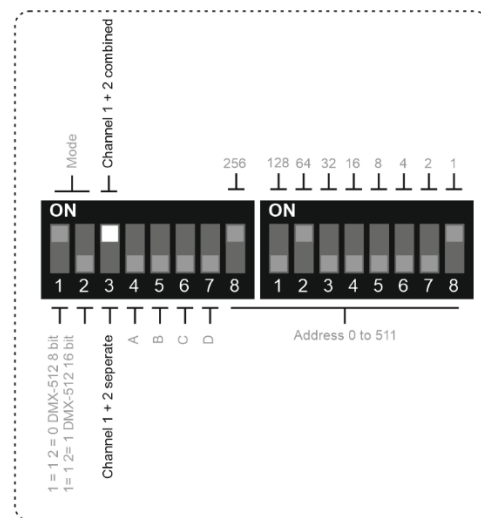 Mode
Channel 1 + 2 combined
256
128 64 32 16 8 4 2 1
ON
1 2 3 4 5 6 7 8
ON
1 2 3 4 5 6 7 8
1 = 1 2 = 0 DMX-512 8 bit
1= 1 2= 1 DMX-512 16 bit
Channel 1 + 2 seperate
A
B
C
D
Address 0 to 511